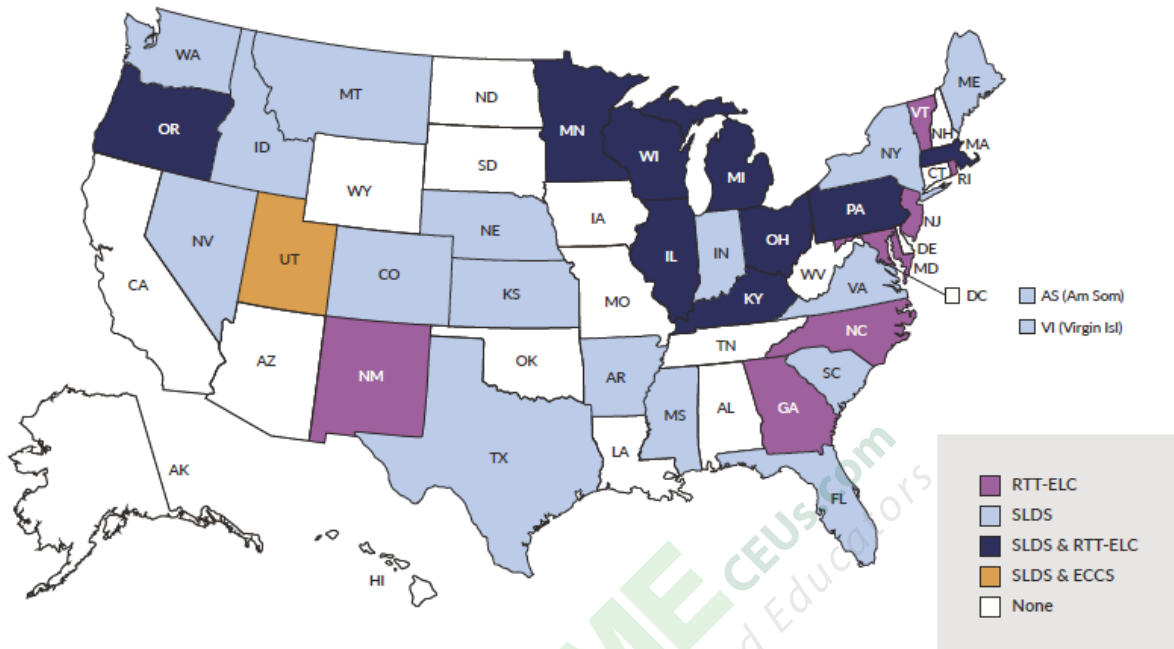 WA
ME
MT
ND
VT
MN
OR
NH
MA
ID
WI
NY
SD
CT
RI
MI
WY
PA
IA
NJ
NE
OH
NV
IN
DE
UT
IL
MD
CO
WV
CA
VA
KS
MO
KY
DC
AS (Am Som)
VI (Virgin Isl)
NC
TN
OK
AZ
NM
AR
SC
MS
AL
GA
LA
TX
AK
FL
HI
RTT-ELC
SLDS
SLDS & RTT-ELC
SLDS & ECCS
None
ME
CEUs.com
d Educators